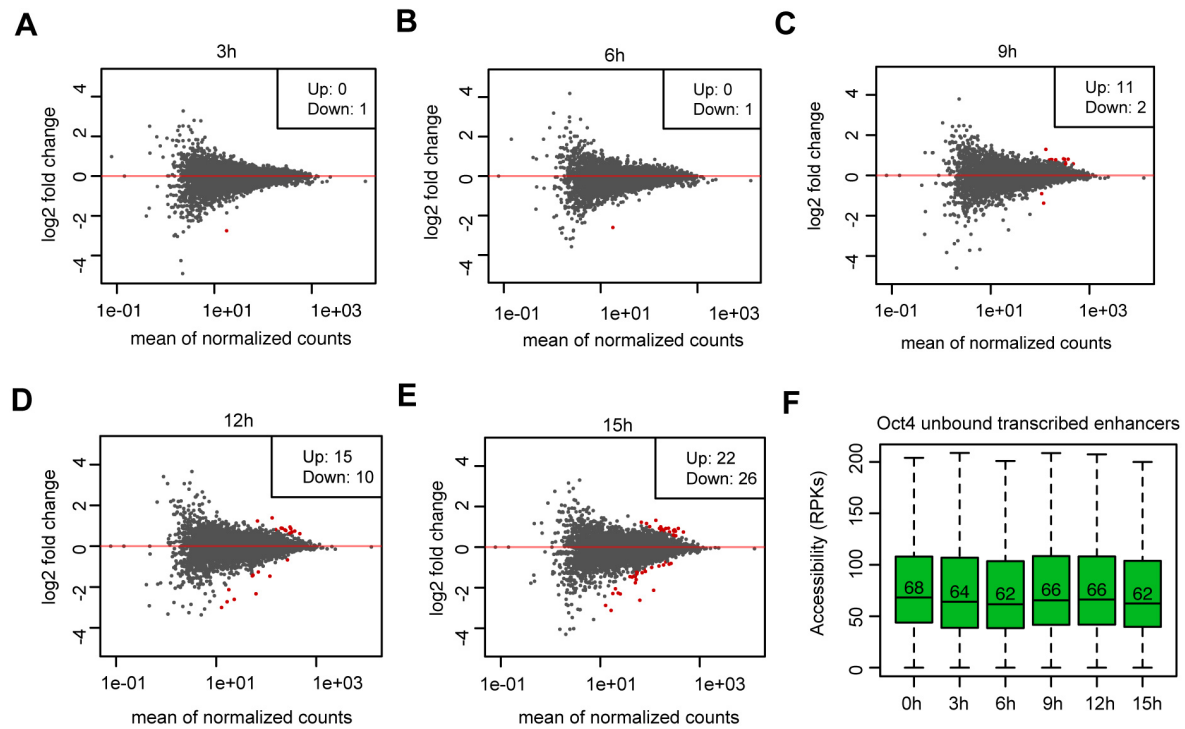 A
3h
Up: 0
Down: 1
log2 fold change
4
2
0
-2
-4
1e-01
1e+01
1e+03
mean of normalized counts
B
6h
Up: 0
Down: 1
log2 fold change
4
2
0
-2
-4
1e-01
1e+01
1e+03
mean of normalized counts
C
9h
Up: 11
Down: 2
log2 fold change
4
2
0
-2
-4
1e-01
1e+01
1e+03
mean of normalized counts
D
12h
Up: 15
Down: 10
log2 fold change
4
2
0
-2
-4
1e-01
1e+01
1e+03
mean of normalized counts
E
15h
Up: 22
Down: 26
log2 fold change
4
2
0
-2
-4
1e-01
1e+01
1e+03
mean of normalized counts
F
Oct4 unbound transcribed enhancers
Accessibility (RPKs)
200
150
100
50
0
68 64 62 66 66 62
0h 3h 6h 9h 12h 15h